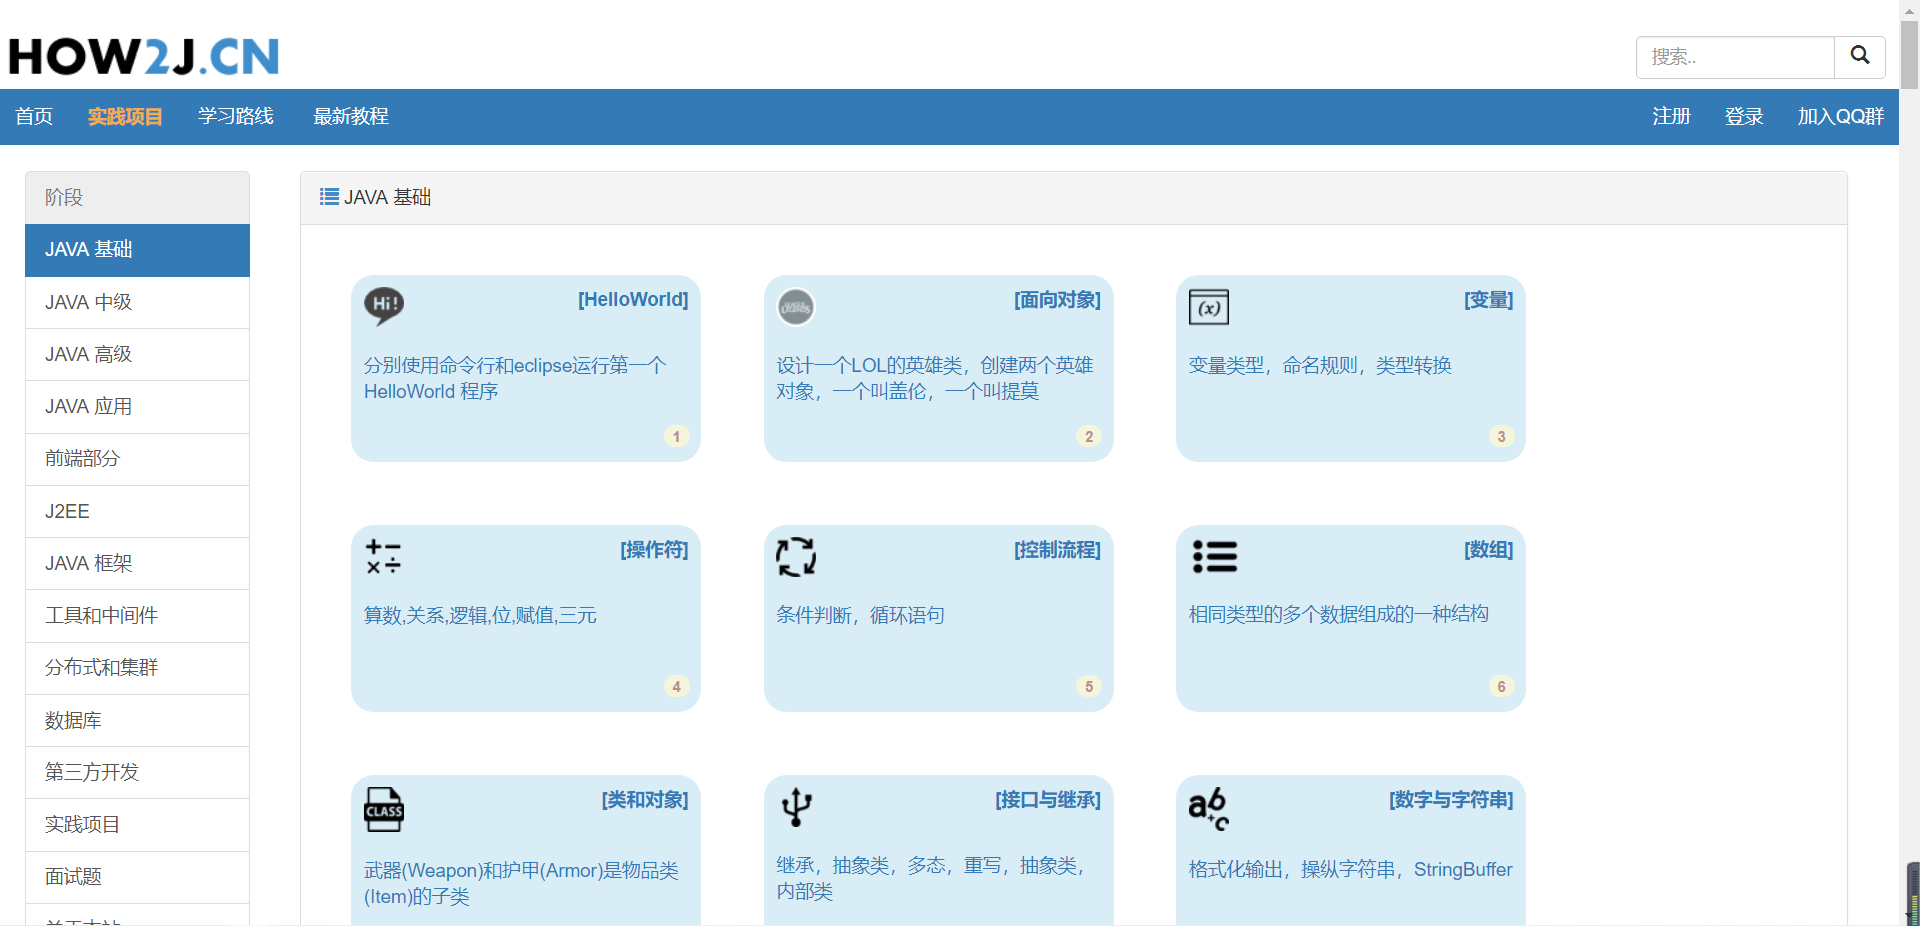 HOW2J.CN
搜索..
首页 实践项目 学习路线 最新教程 注册 登录 加入QQ群
阶段
JAVA 基础
JAVA 中级
JAVA 高级
JAVA 应用
前端部分
J2EE
JAVA 框架
工具和中间件
分布式和集群
数据库
第三方开发
实践项目
面试题
JAVA 基础
Hi!
[HelloWorld]
分别使用命令行和eclipse运行第一个
HelloWorld 程序
1
LEGENDS
[面向对象]
设计一个LOL的英雄类，创建两个英雄
对象，一个叫盖伦，一个叫提莫
2
(x)
[变量]
变量类型，命名规则，类型转换
3
[操作符]
算数,关系,逻辑,位,赋值,三元
4
[控制流程]
条件判断，循环语句
5
[数组]
相同类型的多个数据组成的一种结构
6
CLASS
[类和对象]
武器(Weapon)和护甲(Armor)是物品类
(Item)的子类
[接口与继承]
继承，抽象类，多态，重写，抽象类，
内部类
ab+c
[数字与字符串]
格式化输出，操纵字符串，StringBuffer